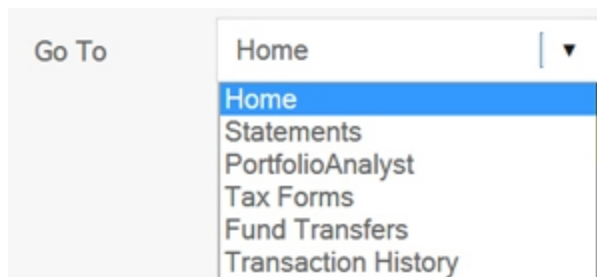 Go To Home
Home
Statements
PortfolioAnalyst
Tax Forms
Fund Transfers
Transaction History